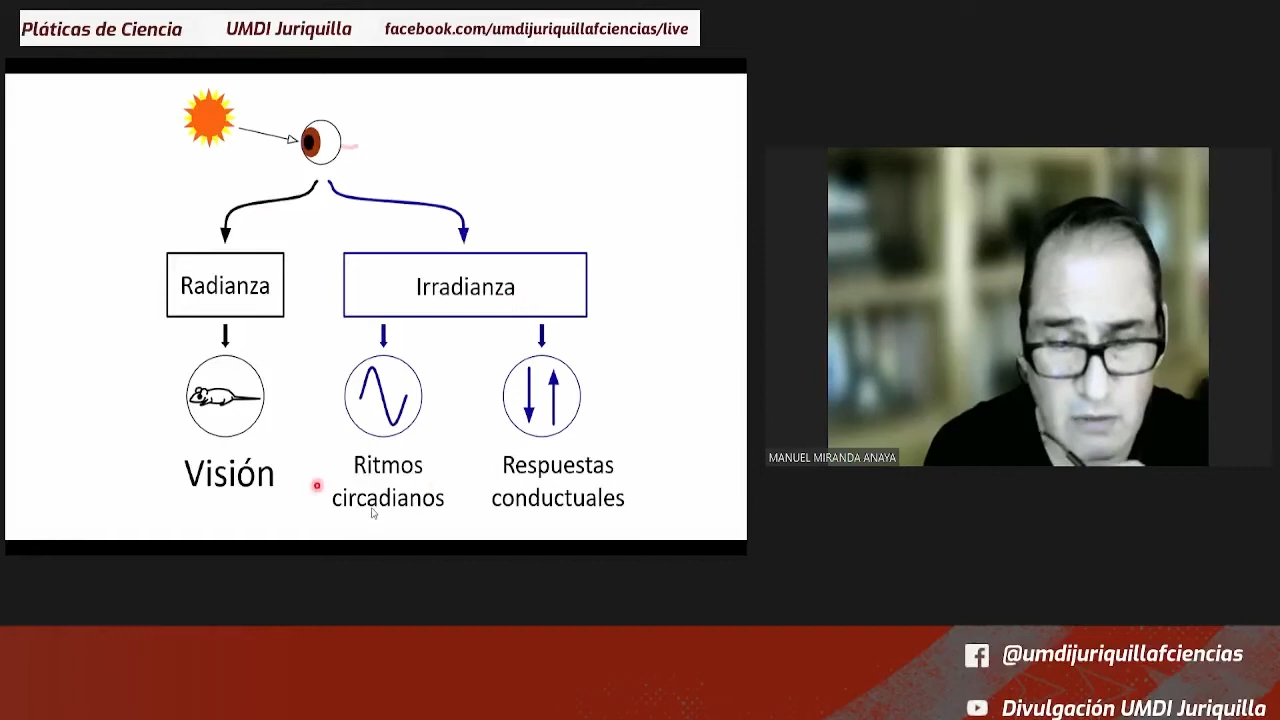 Pláticas de Ciencia UMDI Juriquilla facebook.com/umdijuriquillafciencias/live
Radianza
Irradianza
Visión
Ritmos
circadianos
Respuestas
conductuales
MANUEL MIRANDA ANAYA
@umdijuriquillafciencias
Divulgación UMDI Juriquilla